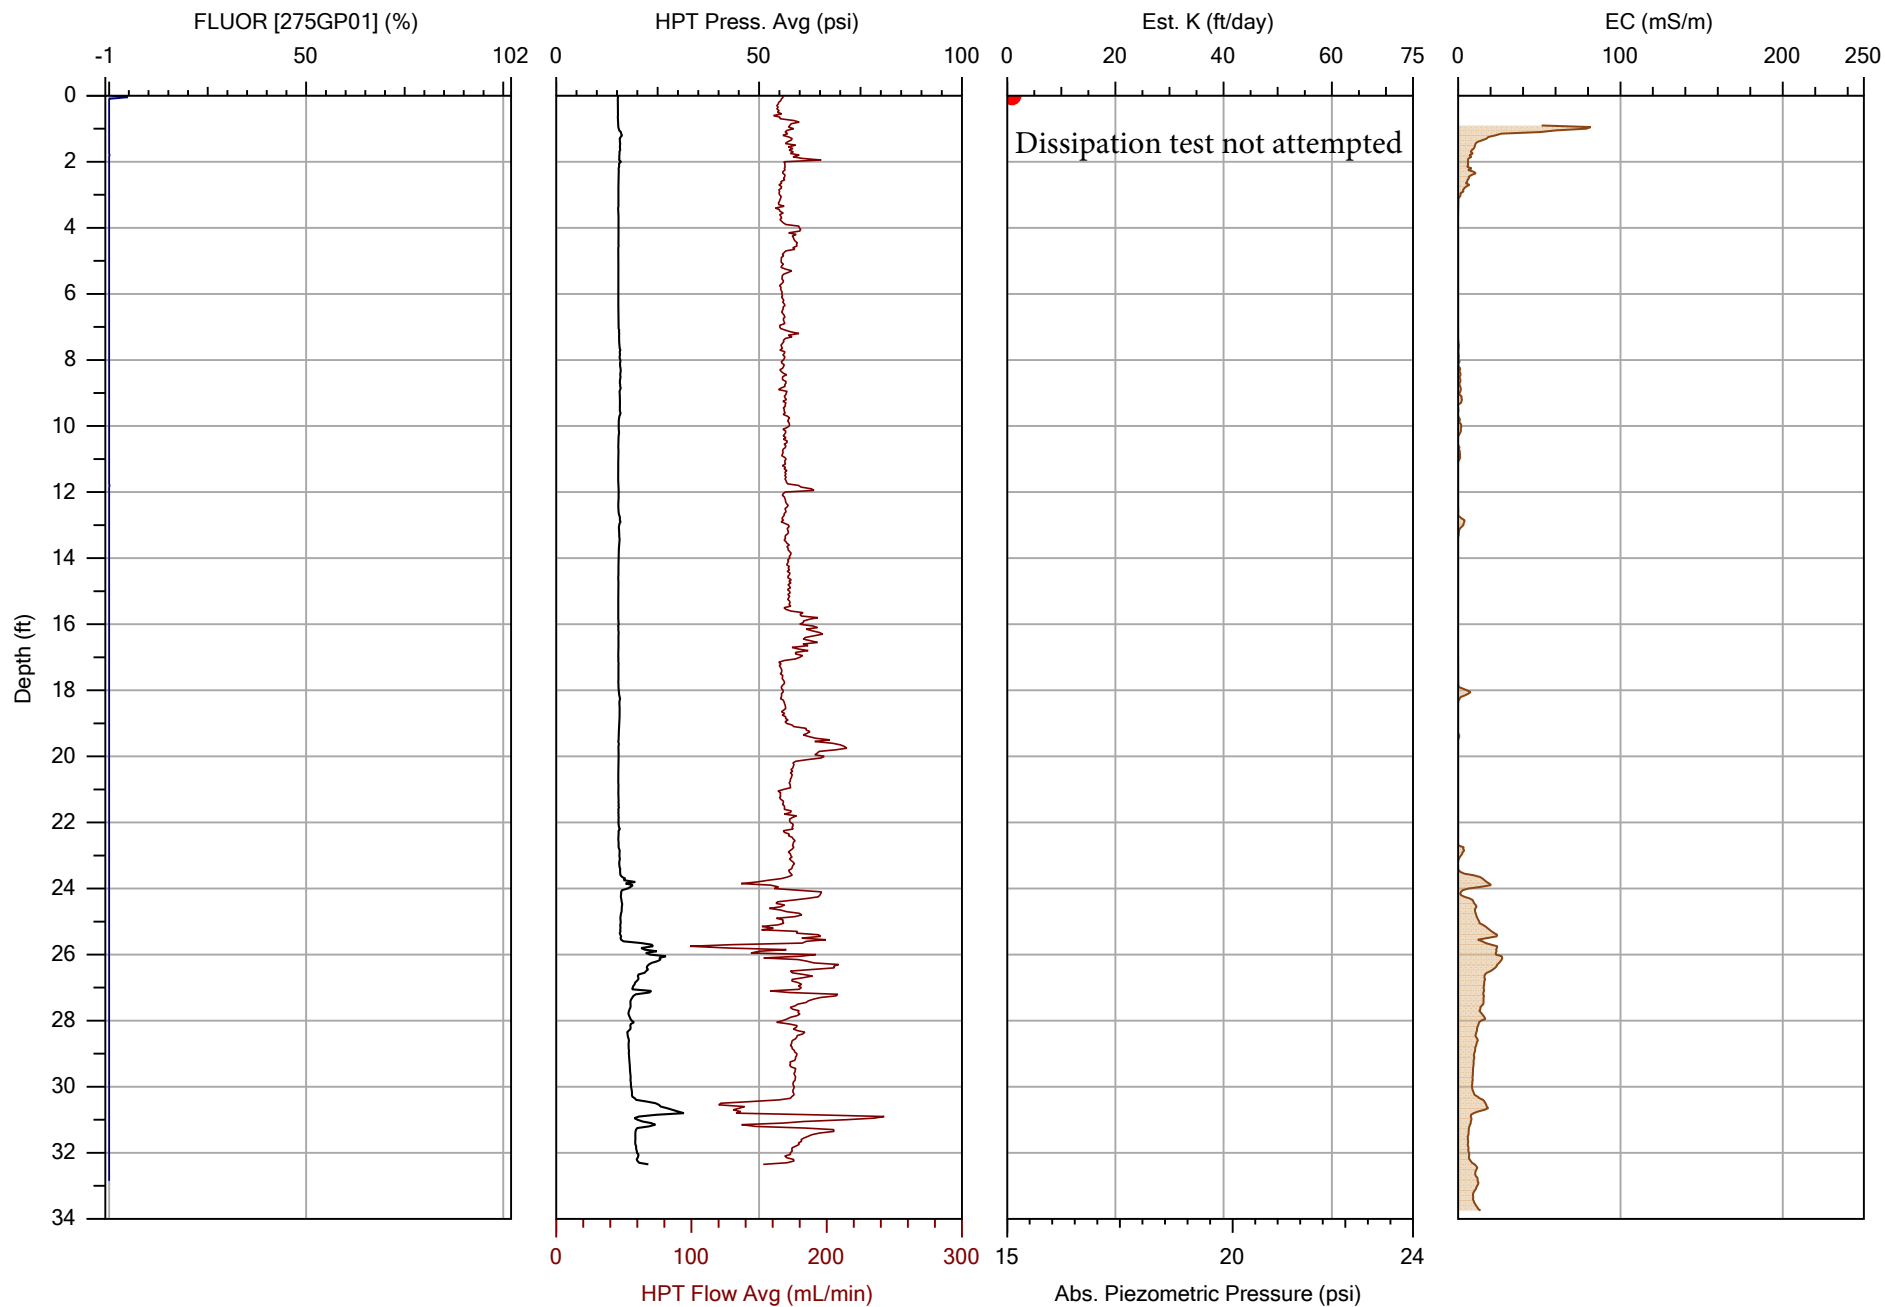 FLUOR [275GP01] (%)
HPT Press. Avg (psi)
Est. K (ft/day)
EC (mS/m)
-1 50 102
0 50 100
0 20 40 60 75
0 100 200 250
Dissipation test not attempted
Depth (ft)
0
2
4
6
8
10
12
14
16
18
20
22
24
26
28
30
32
34
0 100 200 300
15 20 24
HPT Flow Avg (mL/min)
Abs. Piezometric Pressure (psi)